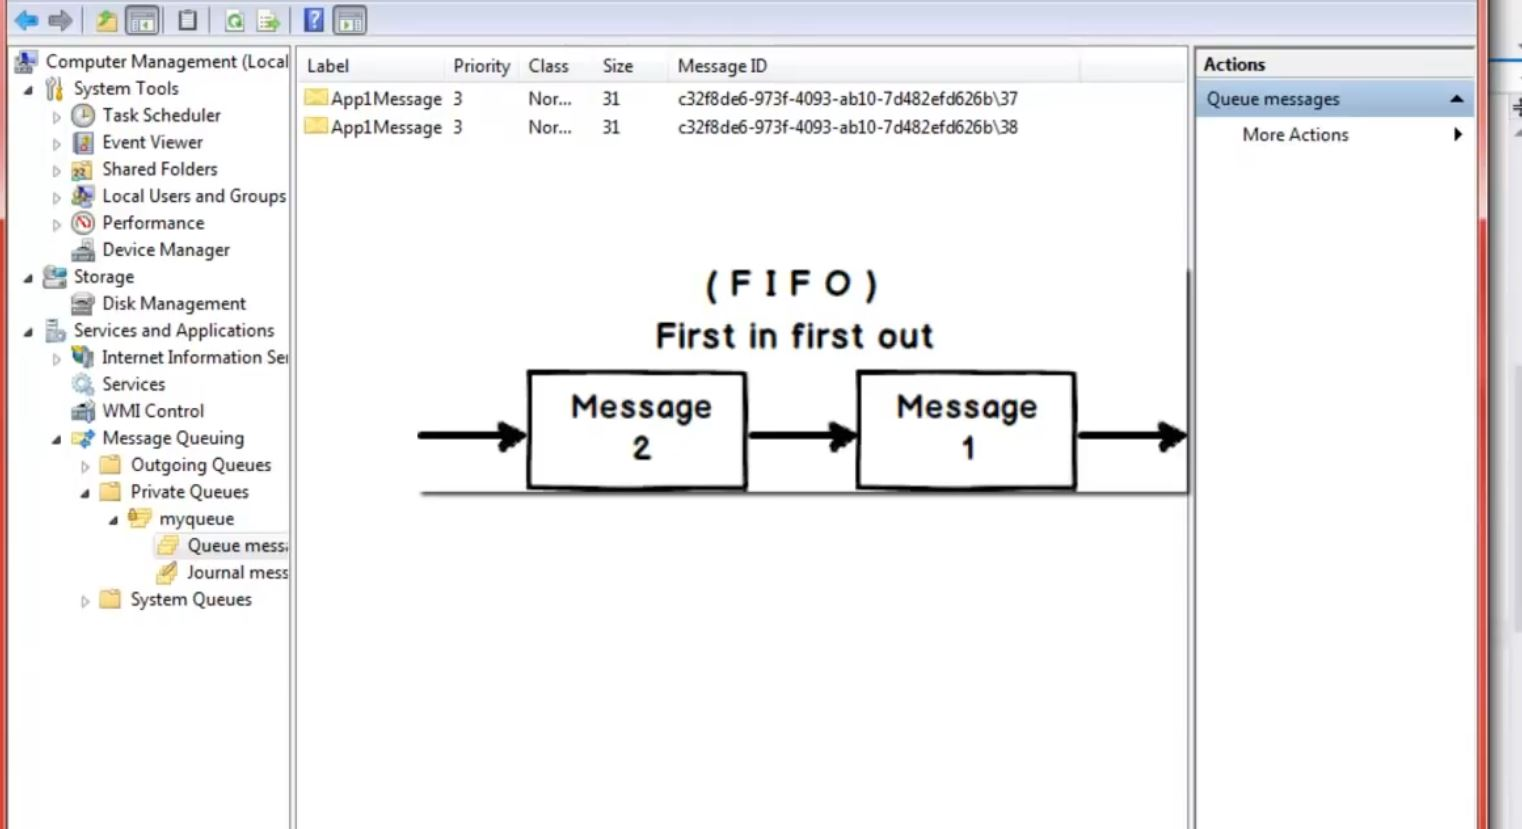 Computer Management (Local
System Tools
Task Scheduler
Event Viewer
Shared Folders
Local Users and Groups
Performance
Device Manager
Storage
Disk Management
Services and Applications
Internet Information Ser
Services
WMI Control
Message Queuing
Outgoing Queues
Private Queues
myqueue
Queue messa
Journal mess
System Queues
Label Priority Class Size Message ID
App1Message 3 Nor... 31 c32f8de6-973f-4093-ab10-7d482efd626b\37
App1Message 3 Nor... 31 c32f8de6-973f-4093-ab10-7d482efd626b\38
( F I F O )
First in first out
Message
2
Message
1
Actions
Queue messages
More Actions